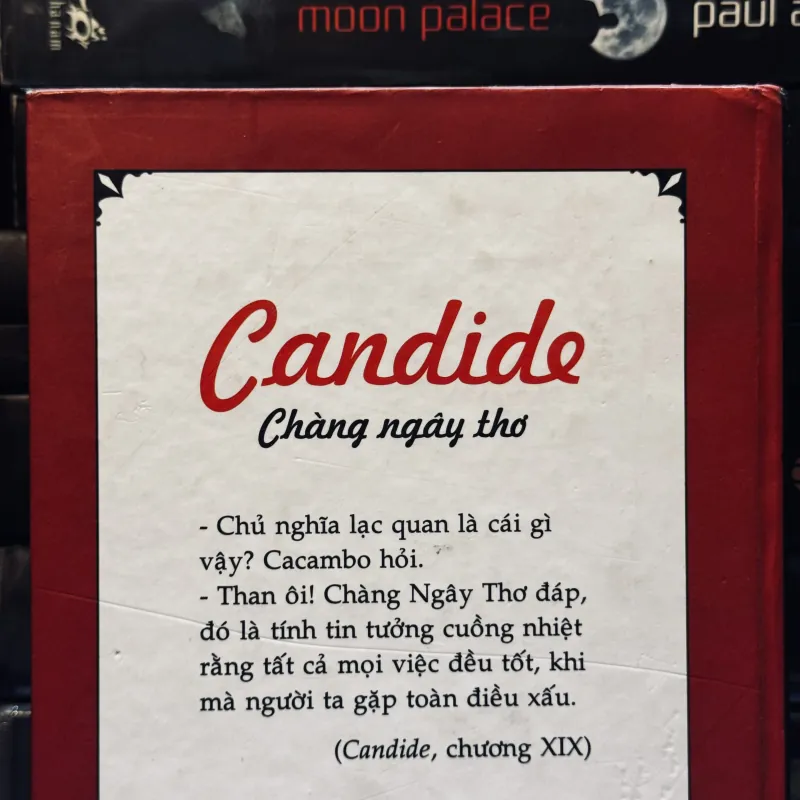 nhã nam
moon palace
paul a
Candide
Chàng ngây thơ
- Chủ nghĩa lạc quan là cái gì
vậy? Cacambo hỏi.
- Than ôi! Chàng Ngây Thơ đáp,
đó là tính tin tưởng cuồng nhiệt
rằng tất cả mọi việc đều tốt, khi
mà người ta gặp toàn điều xấu.
(Candide, chương XIX)